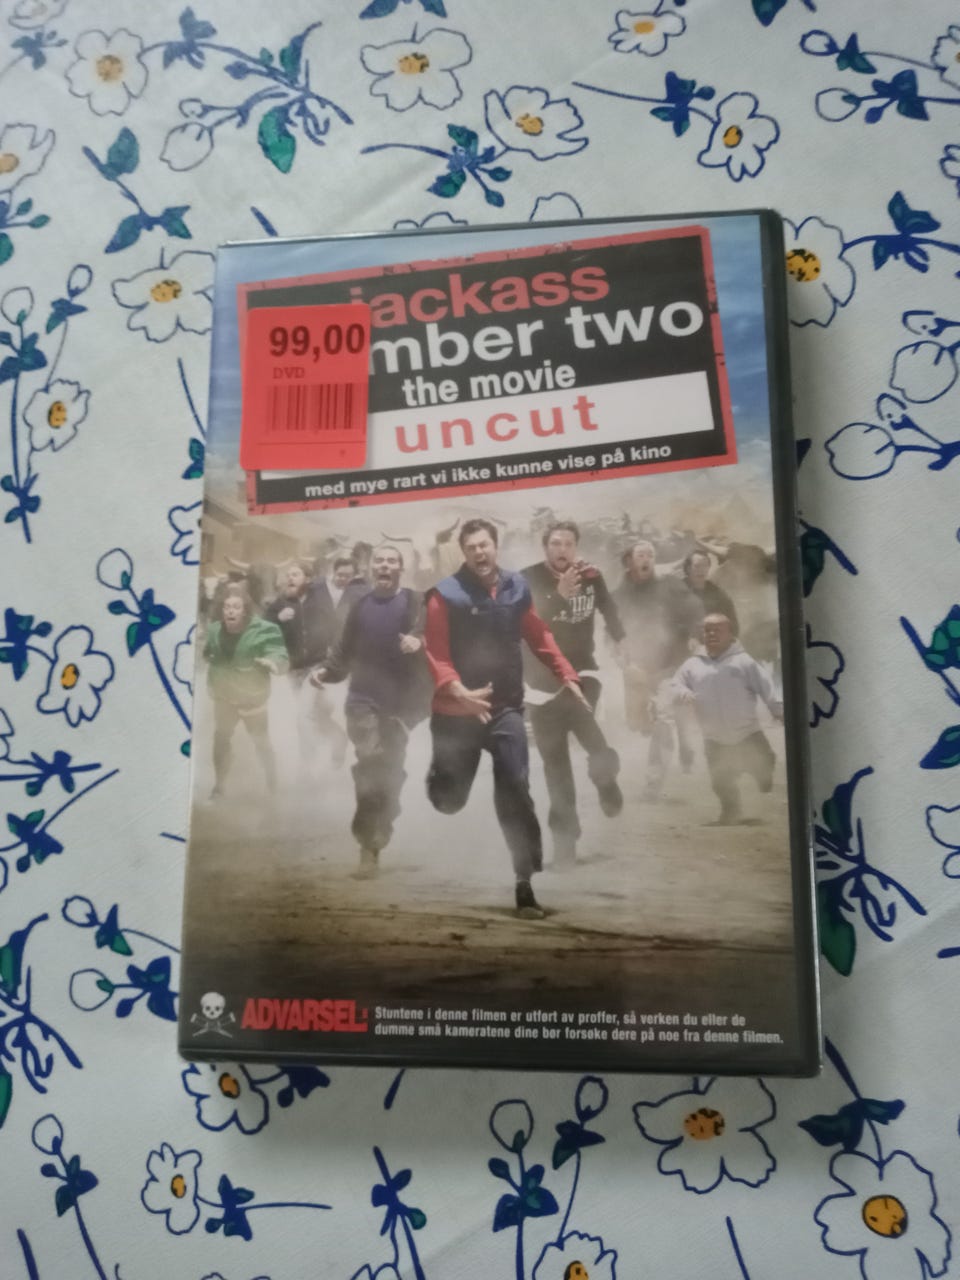 jackass
99,00
mber two
DVD
the movie
uncut
med mye rart vi ikke kunne vise på kino
ADVARSEL:
Stuntene i denne filmen er utført av proffer, så verken du eller de
dumme små kameratene dine bør forsøke dere på noe fra denne filmen.